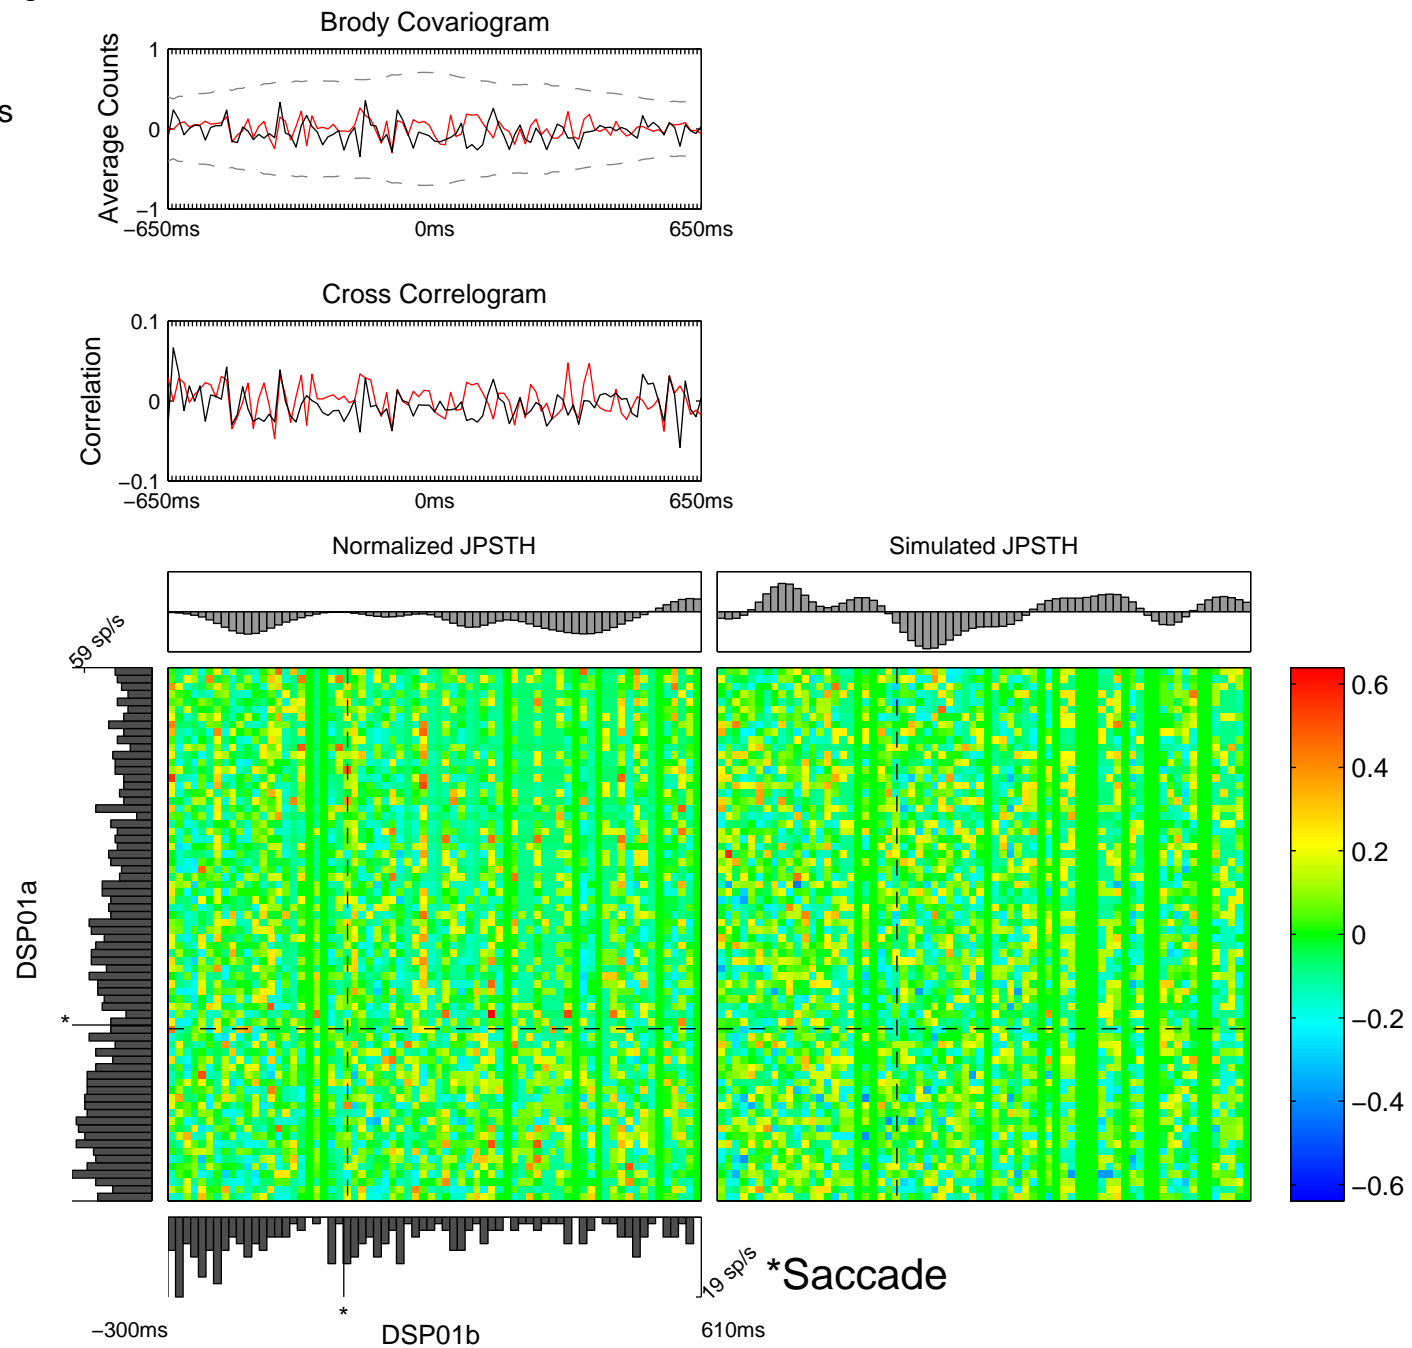 g
Brody Covariogram
Average Counts
1
0
−1
−650ms 0ms 650ms
s
Cross Correlogram
Correlation
0.1
0
−0.1
−650ms 0ms 650ms
Normalized JPSTH
Simulated JPSTH
59 sp/s
DSP01a
*
0.6
0.4
0.2
0
−0.2
−0.4
−0.6
19 sp/s
*Saccade
*
−300ms DSP01b 610ms